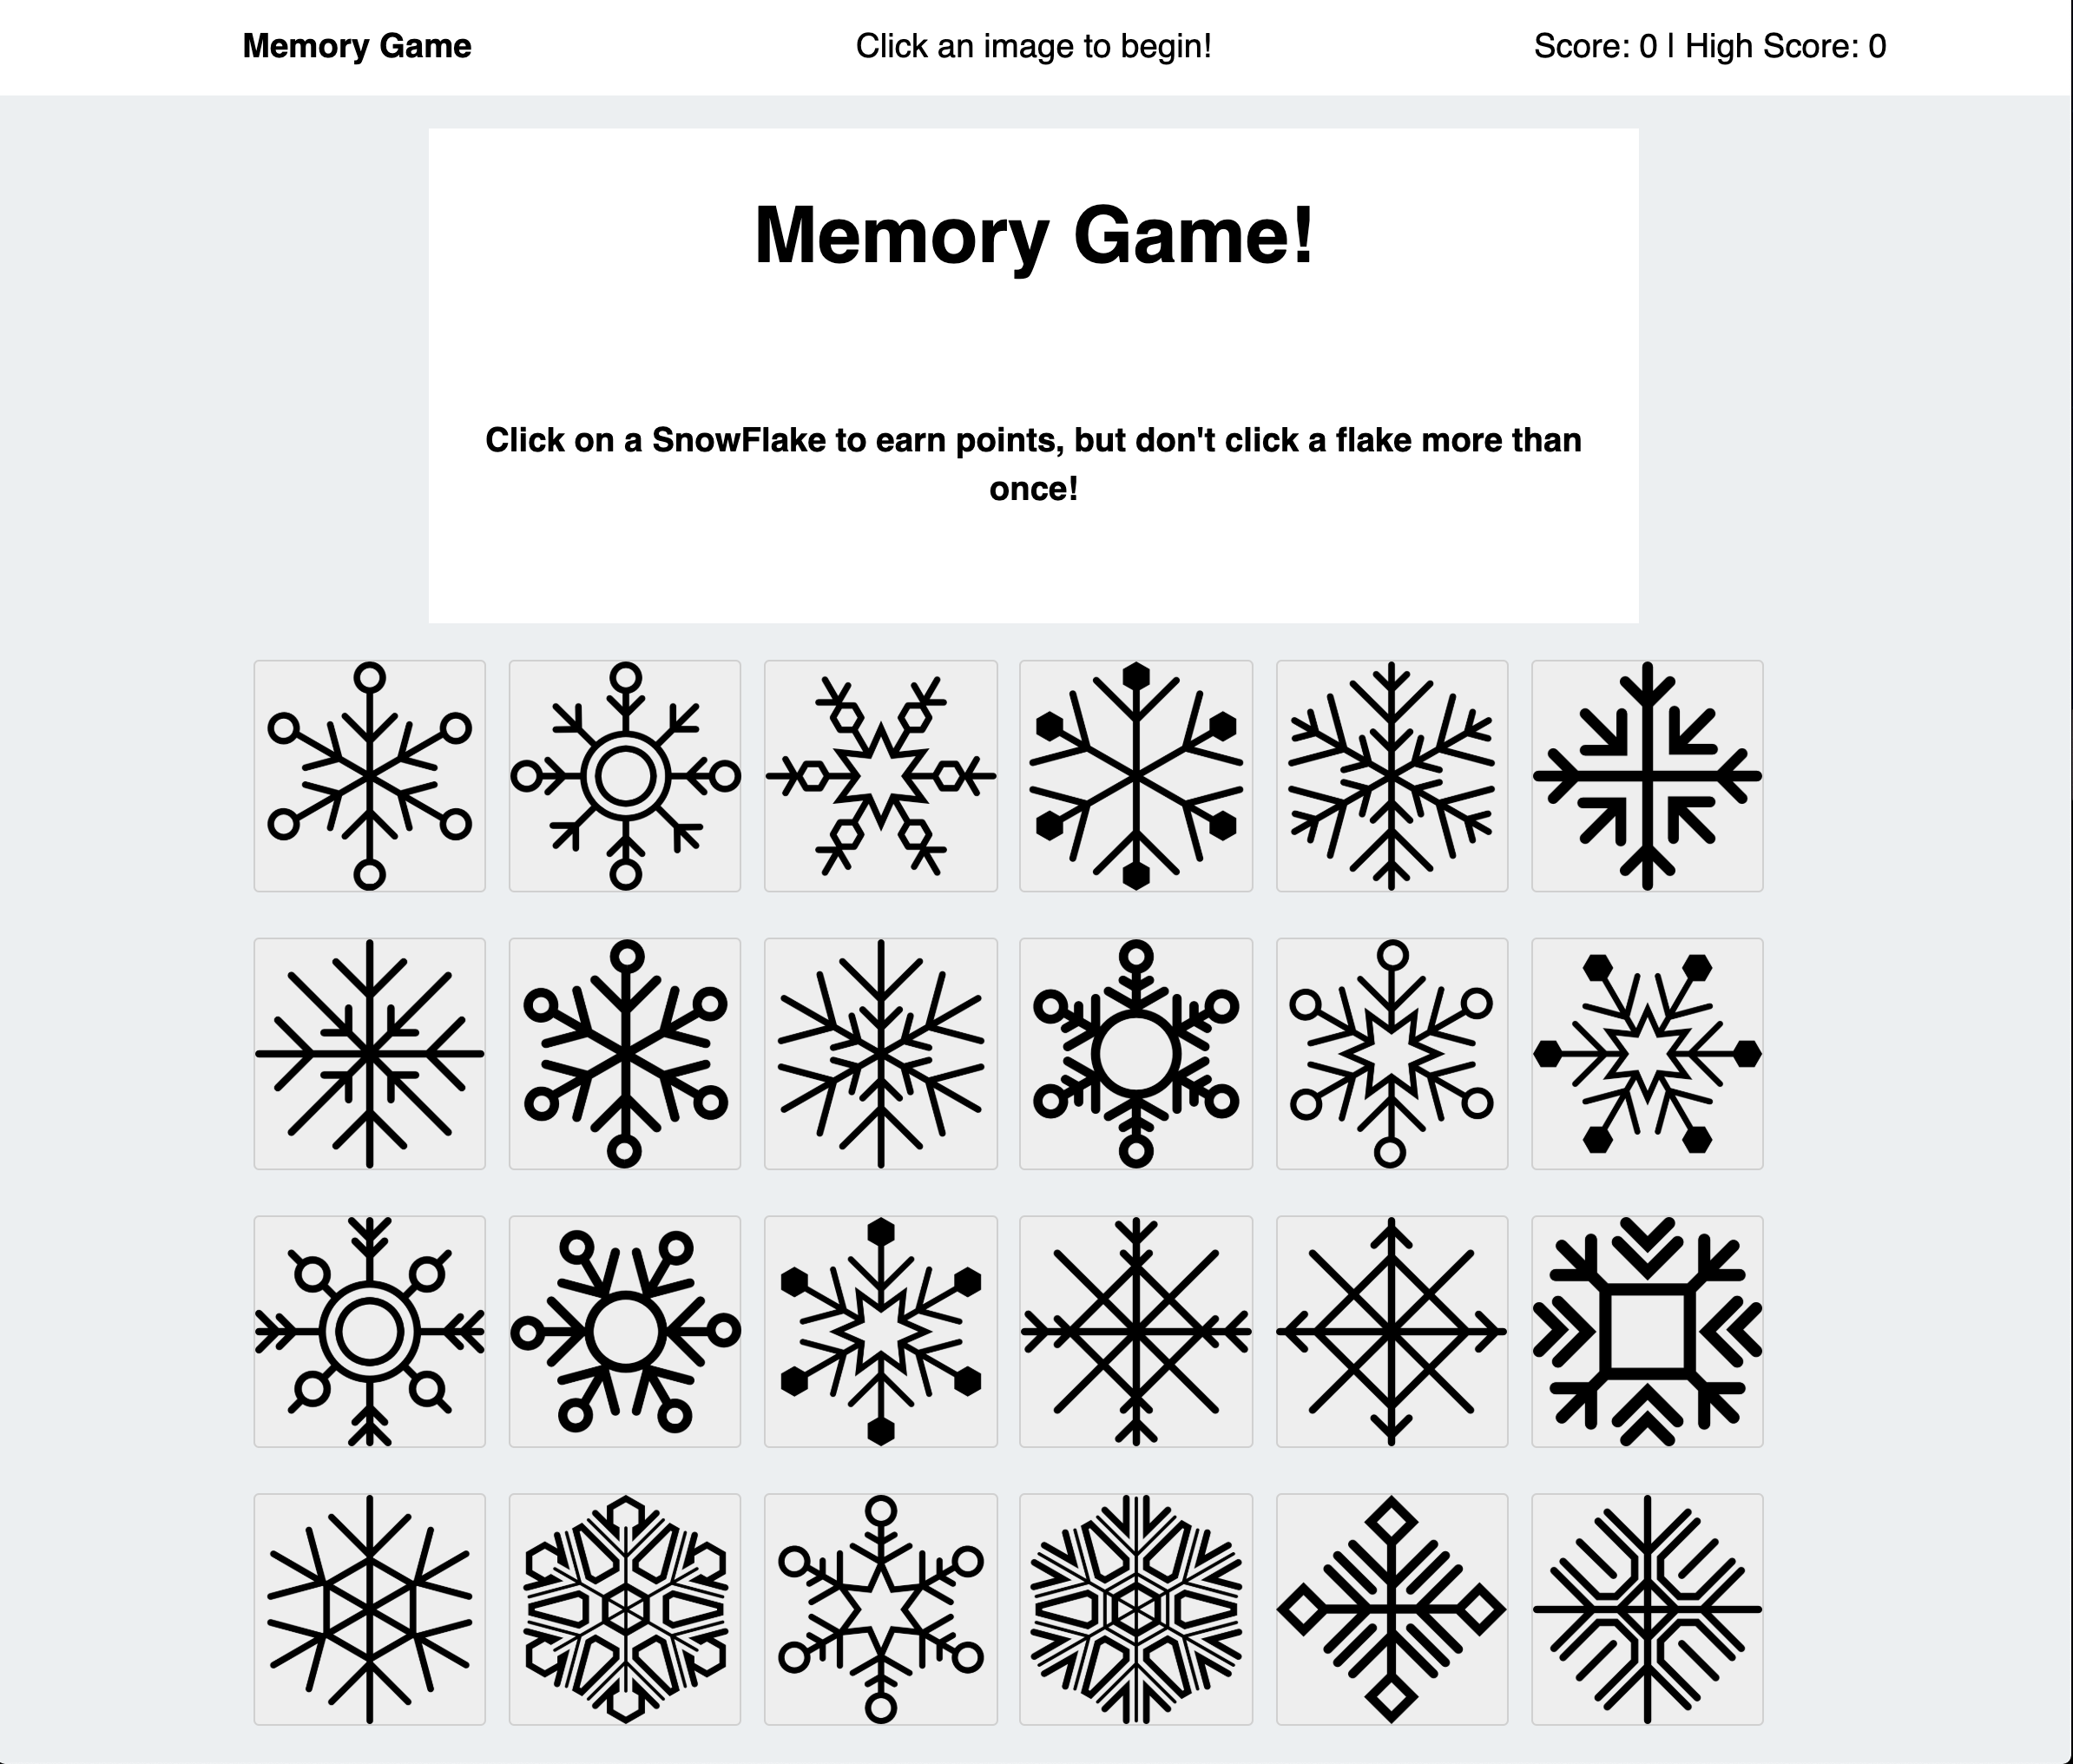 Memory Game
Click an image to begin!
Score: 0 | High Score: 0
Memory Game!
Click on a SnowFlake to earn points, but don't click a flake more than
once!